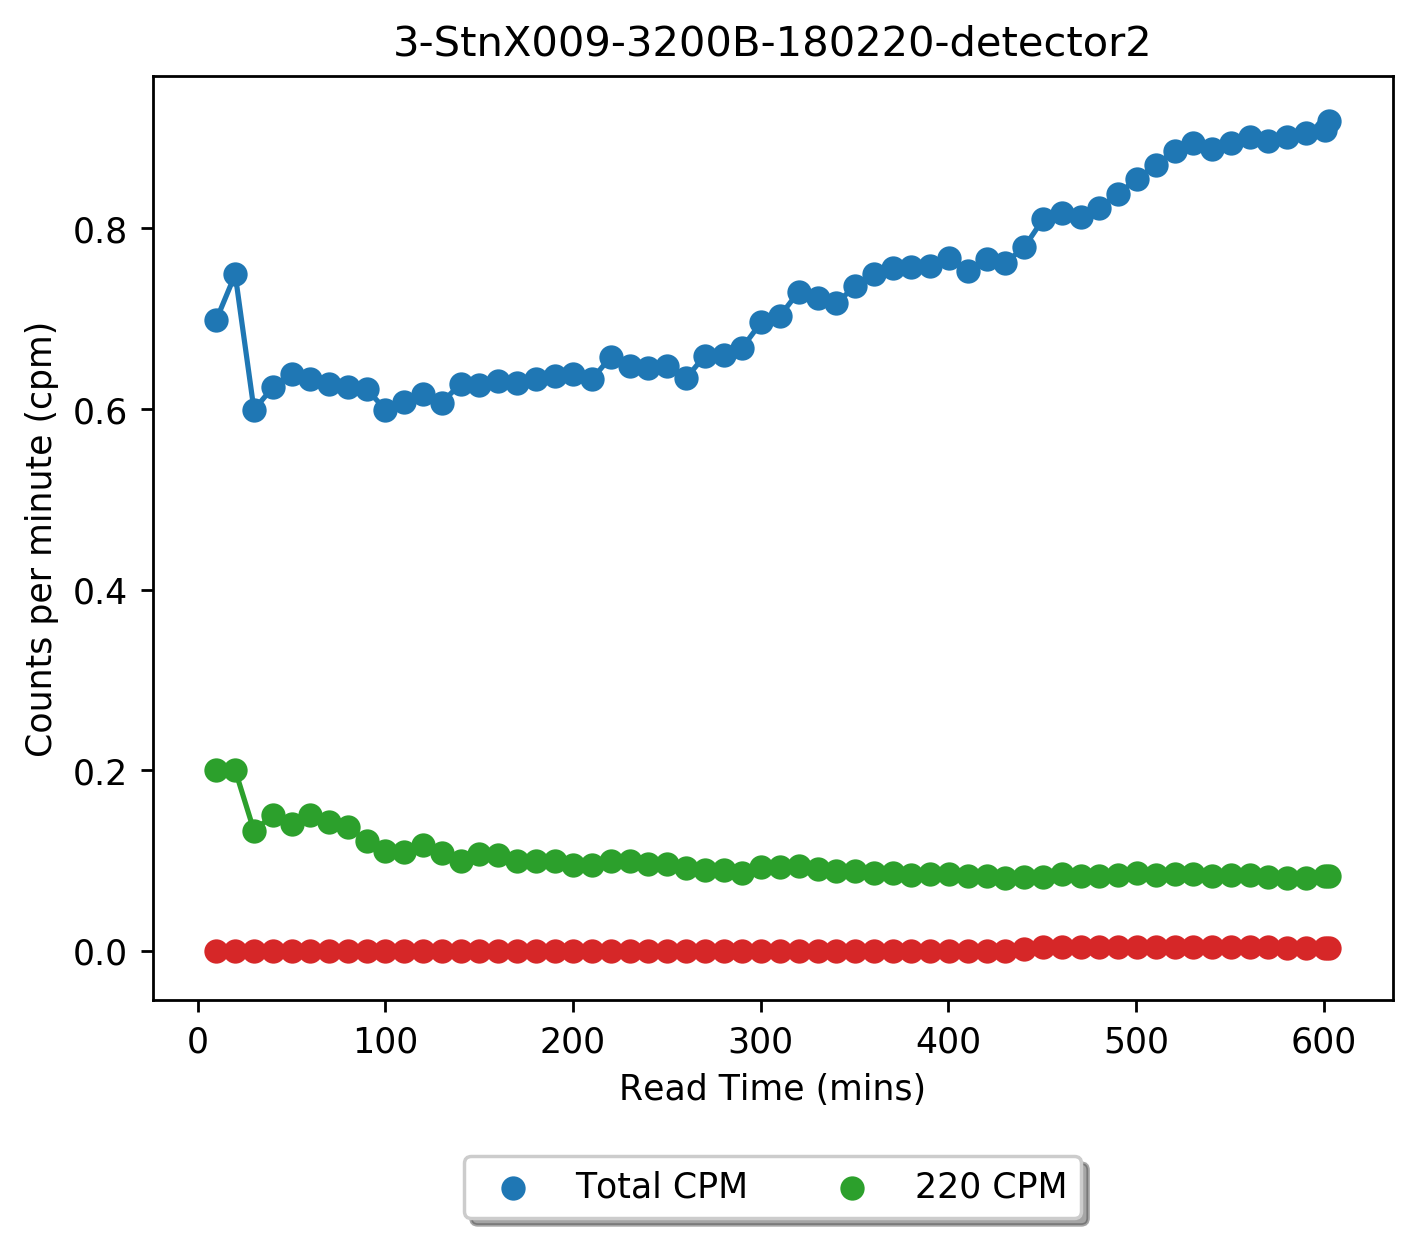 3-StnX009-3200B-180220-detector2
Counts per minute (cpm)
0.8
0.6
0.4
0.2
0.0
0 100 200 300 400 500 600
Read Time (mins)
Total CPM 220 CPM